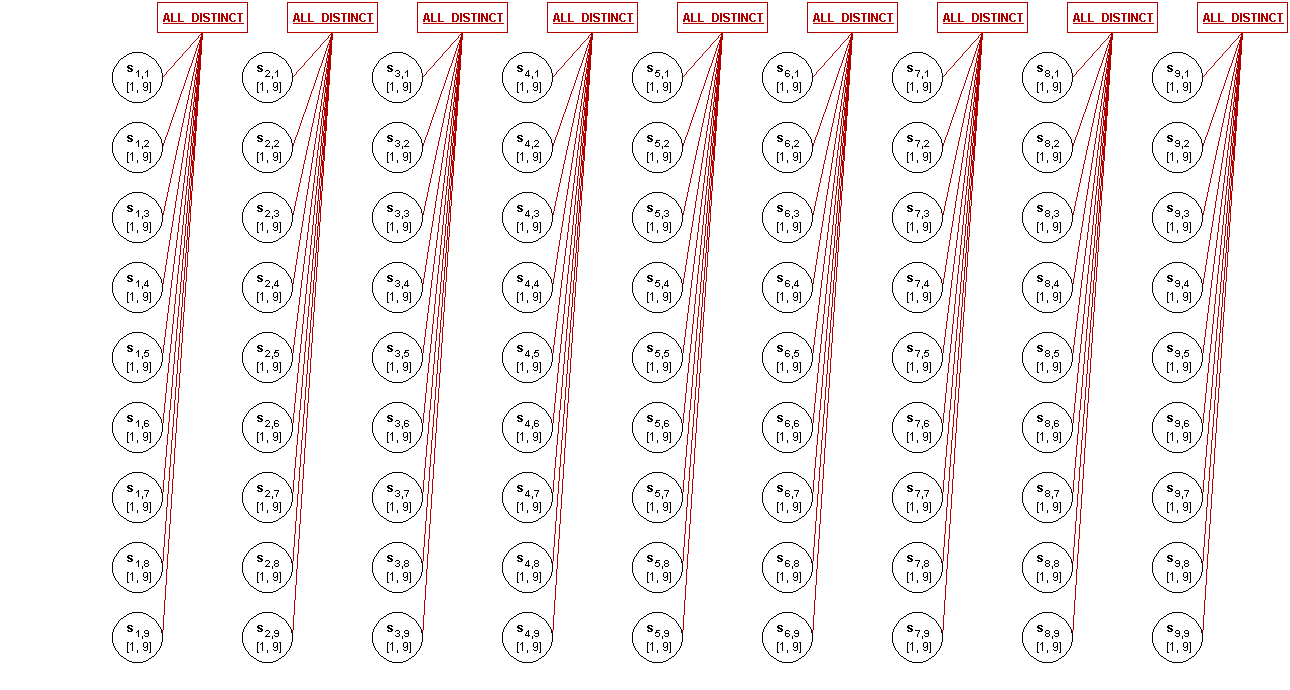 ALL_DISTINCT ALL_DISTINCT ALL_DISTINCT ALL_DISTINCT ALL_DISTINCT ALL_DISTINCT ALL_DISTINCT ALL_DISTINCT ALL_DISTINCT
s1,1 s2,1 s3,1 s4,1 s5,1 s6,1 s7,1 s8,1 s9,1
[1, 9] [1, 9] [1, 9] [1, 9] [1, 9] [1, 9] [1, 9] [1, 9] [1, 9]
s1,2 s2,2 s3,2 s4,2 s5,2 s6,2 s7,2 s8,2 s9,2
[1, 9] [1, 9] [1, 9] [1, 9] [1, 9] [1, 9] [1, 9] [1, 9] [1, 9]
s1,3 s2,3 s3,3 s4,3 s5,3 s6,3 s7,3 s8,3 s9,3
[1, 9] [1, 9] [1, 9] [1, 9] [1, 9] [1, 9] [1, 9] [1, 9] [1, 9]
s1,4 s2,4 s3,4 s4,4 s5,4 s6,4 s7,4 s8,4 s9,4
[1, 9] [1, 9] [1, 9] [1, 9] [1, 9] [1, 9] [1, 9] [1, 9] [1, 9]
s1,5 s2,5 s3,5 s4,5 s5,5 s6,5 s7,5 s8,5 s9,5
[1, 9] [1, 9] [1, 9] [1, 9] [1, 9] [1, 9] [1, 9] [1, 9] [1, 9]
s1,6 s2,6 s3,6 s4,6 s5,6 s6,6 s7,6 s8,6 s9,6
[1, 9] [1, 9] [1, 9] [1, 9] [1, 9] [1, 9] [1, 9] [1, 9] [1, 9]
s1,7 s2,7 s3,7 s4,7 s5,7 s6,7 s7,7 s8,7 s9,7
[1, 9] [1, 9] [1, 9] [1, 9] [1, 9] [1, 9] [1, 9] [1, 9] [1, 9]
s1,8 s2,8 s3,8 s4,8 s5,8 s6,8 s7,8 s8,8 s9,8
[1, 9] [1, 9] [1, 9] [1, 9] [1, 9] [1, 9] [1, 9] [1, 9] [1, 9]
s1,9 s2,9 s3,9 s4,9 s5,9 s6,9 s7,9 s8,9 s9,9
[1, 9] [1, 9] [1, 9] [1, 9] [1, 9] [1, 9] [1, 9] [1, 9] [1, 9]